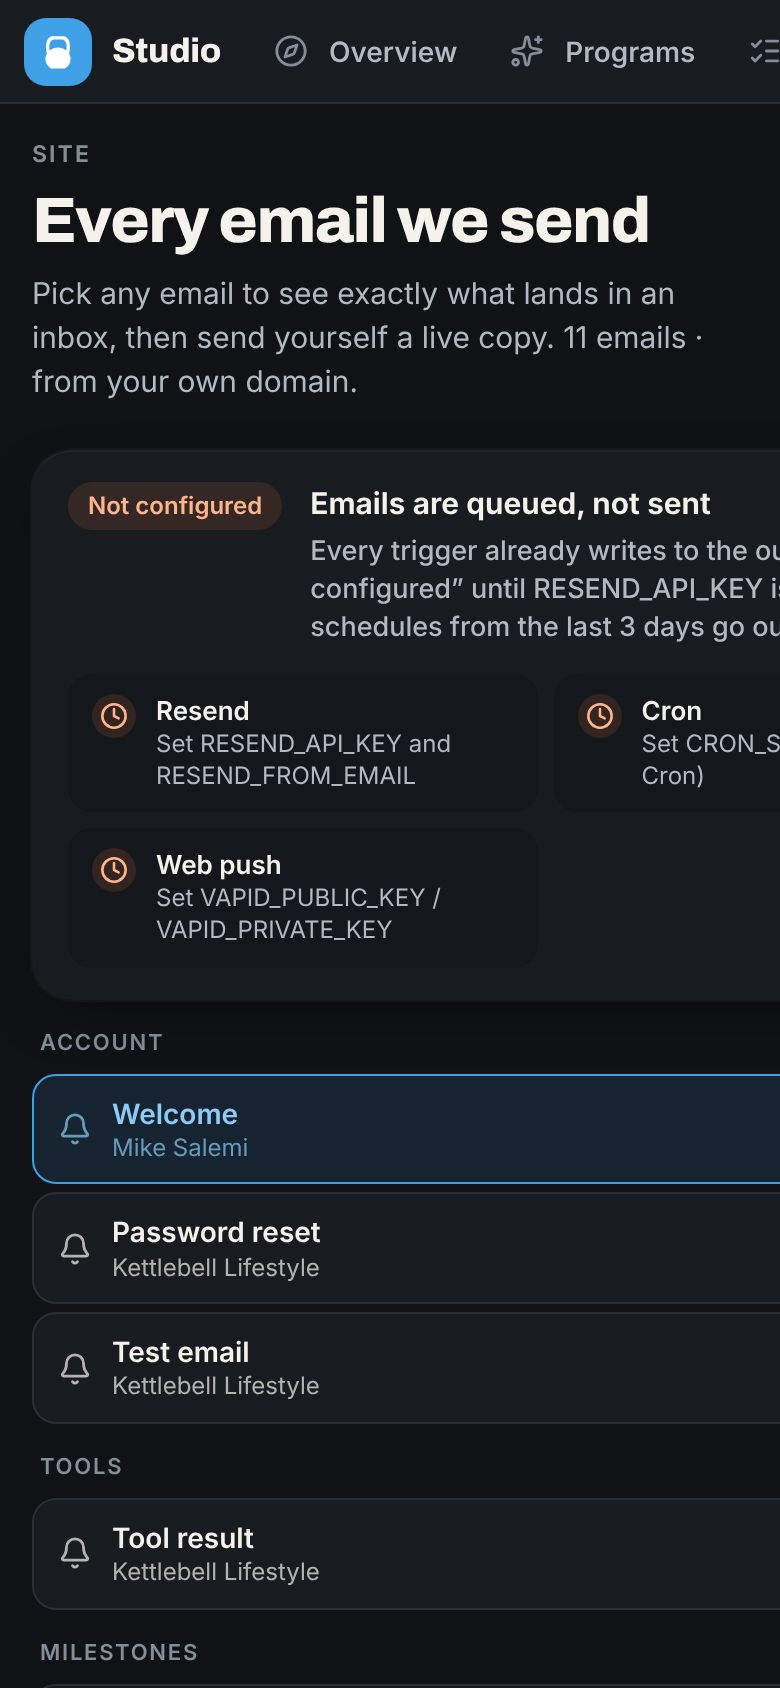 Studio
Overview
Programs
SITE
Every email we send
Pick any email to see exactly what lands in an
inbox, then send yourself a live copy. 11 emails ·
from your own domain.
Not configured
Emails are queued, not sent
Every trigger already writes to the
configured” until RESEND_API_KEY
schedules from the last 3 days go
Resend
Set RESEND_API_KEY and
RESEND_FROM_EMAIL
Cron
Set
Cron)
Web push
Set VAPID_PUBLIC_KEY /
VAPID_PRIVATE_KEY
ACCOUNT
Welcome
Mike Salemi
Password reset
Kettlebell Lifestyle
Test email
Kettlebell Lifestyle
TOOLS
Tool result
Kettlebell Lifestyle
MILESTONES